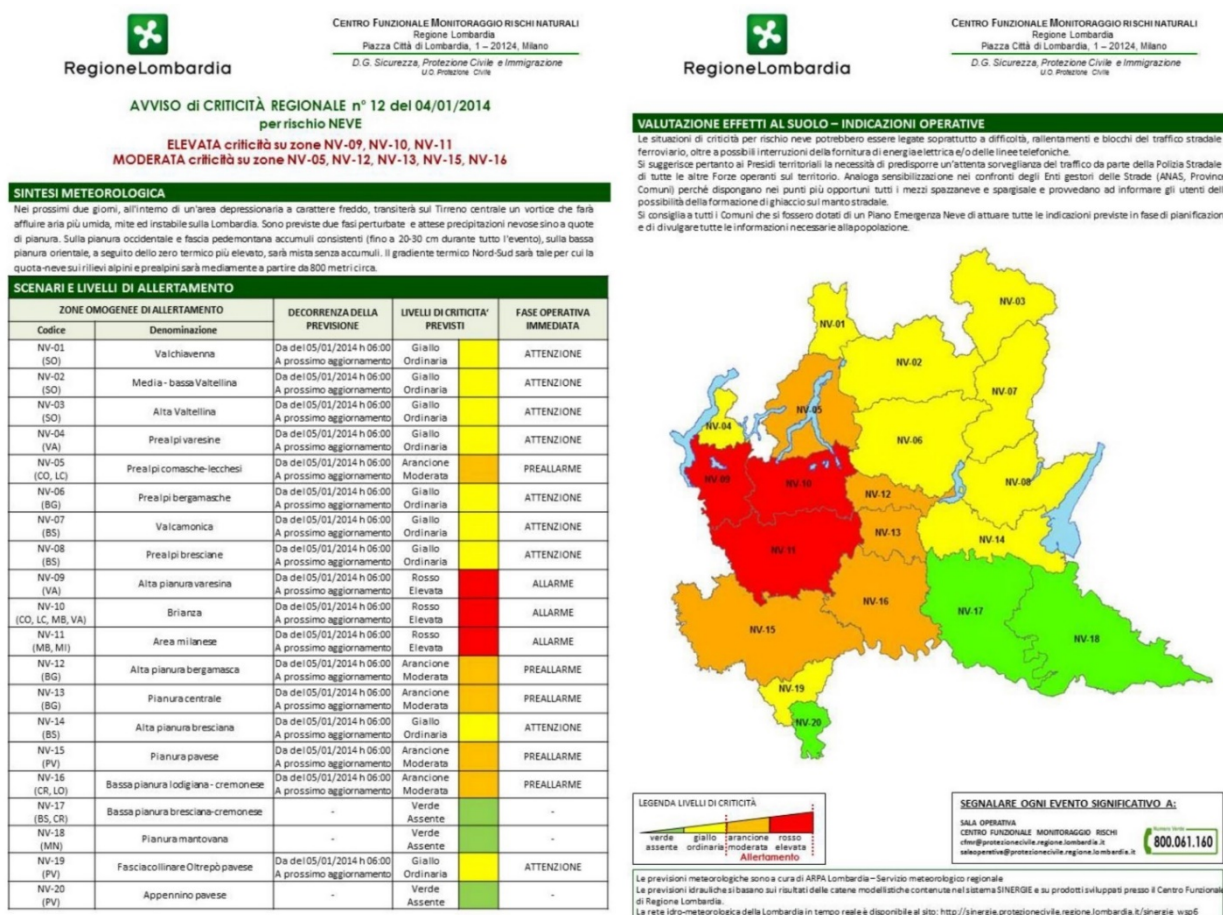 RegioneLombardia
CENTRO FUNZIONALE MONITORAGGIO RISCHI NATURALI
Regione Lombardia
Piazza Città di Lombardia, 1 – 20124, Milano
D.G. Sicurezza, Protezione Civile e Immigrazione
U.O. Protezione Civile
AVVISO di CRITICITÀ REGIONALE n° 12 del 04/01/2014
per rischio NEVE
ELEVATA criticità su zone NV-09, NV-10, NV-11
MODERATA criticità su zone NV-05, NV-12, NV-13, NV-15, NV-16
SINTESI METEOROLOGICA
Nei prossimi due giorni, all'interno di un'area depressionaria a carattere freddo, transiterà sul Tirreno centrale un vortice che farà
affluire aria più umida, mite ed instabile sulla Lombardia. Sono previste due fasi perturbate e attese precipitazioni nevose sino a quote
di pianura. Sulla pianura occidentale e fascia pedemontana accumuli consistenti (fino a 20-30 cm durante tutto l'evento), sulla bassa
pianura orientale, a seguito dello zero termico più elevato, sarà mista senza accumuli. Il gradiente termico Nord-Sud sarà tale per cui la
quota-neve sui rilievi alpini e prealpini sarà mediamente a partire da 800 metri circa.
SCENARI E LIVELLI DI ALLERTAMENTO
ZONE OMOGENEE DI ALLERTAMENTO DECORRENZA DELLA PREVISIONE LIVELLI DI CRITICITA' PREVISTI FASE OPERATIVA IMMEDIATA
Codice Denominazione
NV-01 (SO) Valchiavenna Da del 05/01/2014 h 06:00 A prossimo aggiornamento Giallo Ordinaria ATTENZIONE
NV-02 (SO) Media - bassa Valtellina Da del 05/01/2014 h 06:00 A prossimo aggiornamento Giallo Ordinaria ATTENZIONE
NV-03 (SO) Alta Valtellina Da del 05/01/2014 h 06:00 A prossimo aggiornamento Giallo Ordinaria ATTENZIONE
NV-04 (VA) Prealpi varesine Da del 05/01/2014 h 06:00 A prossimo aggiornamento Giallo Ordinaria ATTENZIONE
NV-05 (CO, LC) Prealpi comasche-lecchesi Da del 05/01/2014 h 06:00 A prossimo aggiornamento Arancione Moderata PREALLARME
NV-06 (BG) Prealpi bergamasche Da del 05/01/2014 h 06:00 A prossimo aggiornamento Giallo Ordinaria ATTENZIONE
NV-07 (BS) Valcamonica Da del 05/01/2014 h 06:00 A prossimo aggiornamento Giallo Ordinaria ATTENZIONE
NV-08 (BS) Prealpi bresciane Da del 05/01/2014 h 06:00 A prossimo aggiornamento Giallo Ordinaria ATTENZIONE
NV-09 (VA) Alta pianura varesina Da del 05/01/2014 h 06:00 A prossimo aggiornamento Rosso Elevata ALLARME
NV-10 (CO, LC, MB, VA) Brianza Da del 05/01/2014 h 06:00 A prossimo aggiornamento Rosso Elevata ALLARME
NV-11 (MB, MI) Area milanese Da del 05/01/2014 h 06:00 A prossimo aggiornamento Rosso Elevata ALLARME
NV-12 (BG) Alta pianura bergamasca Da del 05/01/2014 h 06:00 A prossimo aggiornamento Arancione Moderata PREALLARME
NV-13 (BG) Pianura centrale Da del 05/01/2014 h 06:00 A prossimo aggiornamento Arancione Moderata PREALLARME
NV-14 (BS) Alta pianura bresciana Da del 05/01/2014 h 06:00 A prossimo aggiornamento Giallo Ordinaria ATTENZIONE
NV-15 (PV) Pianura pavese Da del 05/01/2014 h 06:00 A prossimo aggiornamento Arancione Moderata PREALLARME
NV-16 (CR, LO) Bassa pianura lodigiana - cremonese Da del 05/01/2014 h 06:00 A prossimo aggiornamento Arancione Moderata PREALLARME
NV-17 (BS, CR) Bassa pianura bresciana-cremonese - Verde Assente -
NV-18 (MN) Pianura mantovana - Verde Assente -
NV-19 (PV) Fascia collinare Oltrepò pavese Da del 05/01/2014 h 06:00 A prossimo aggiornamento Giallo Ordinaria ATTENZIONE
NV-20 (PV) Appennino pavese - Verde Assente -
RegioneLombardia
CENTRO FUNZIONALE MONITORAGGIO RISCHI NATURALI
Regione Lombardia
Piazza Città di Lombardia, 1 – 20124, Milano
D.G. Sicurezza, Protezione Civile e Immigrazione
U.O. Protezione Civile
VALUTAZIONE EFFETTI AL SUOLO – INDICAZIONI OPERATIVE
Le situazioni di criticità per rischio neve potrebbero essere legate soprattutto a difficoltà, rallentamenti e blocchi del traffico stradale
ferroviario, oltre a possibili interruzioni della fornitura di energia elettrica e/o delle linee telefoniche.
Si suggerisce pertanto ai Presidi territoriali la necessità di predisporre un'attenta sorveglianza del traffico da parte della Polizia Stradale
di tutte le altre Forze operanti sul territorio. Analoga sensibilizzazione nei confronti degli Enti gestori delle Strade (ANAS, Provinc
Comuni) perché dispongano nei punti più opportuni tutti i mezzi spazzaneve e spargisale e provvedano ad informare gli utenti dell
possibilità della formazione di ghiaccio sul manto stradale.
Si consiglia a tutti i Comuni che si fossero dotati di un Piano Emergenza Neve di attuare tutte le indicazioni previste in fase di pianificazion
e di divulgare tutte le informazioni necessarie alla popolazione.
NV-03
NV-01
NV-02
NV-07
NV-05
NV-04
NV-06
NV-09
NV-10
NV-08
NV-12
NV-13
NV-14
NV-11
NV-16
NV-17
NV-15
NV-18
NV-19
NV-20
LEGENDA LIVELLI DI CRITICITÀ
verde giallo arancione rosso
assente ordinaria moderata elevata
Allertamento
SEGNALARE OGNI EVENTO SIGNIFICATIVO A:
SALA OPERATIVA
CENTRO FUNZIONALE MONITORAGGIO RISCHI
cfmr@protezionecivile.regione.lombardia.it
salaoperativa@protezionecivile.regione.lombardia.it
Numero Verde
800.061.160
Le previsioni meteorologiche sono a cura di ARPA Lombardia – Servizio meteorologico regionale
Le previsioni idrauliche si basano sui risultati delle catene modellistiche contenute nel sistema SINERGIE e su prodotti sviluppati presso il Centro Funzionale
di Regione Lombardia.
La rete idro-meteorologica della Lombardia in tempo reale è disponibile al sito: http://sinergie.protezionecivile.regione.lombardia.it/sinergie_wsp6